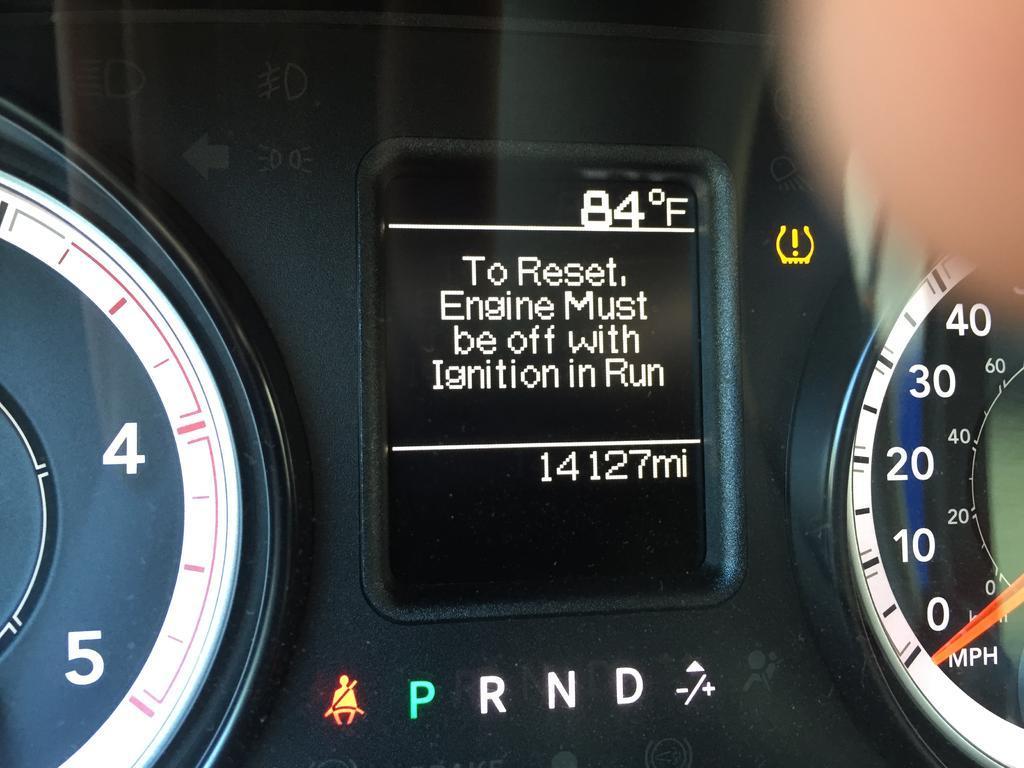 84°F
To Reset,
Engine Must
be off with
Ignition in Run
14127mi
4
5
40
30
20
10
0
MPH
60
40
20
0
P R N D -/+